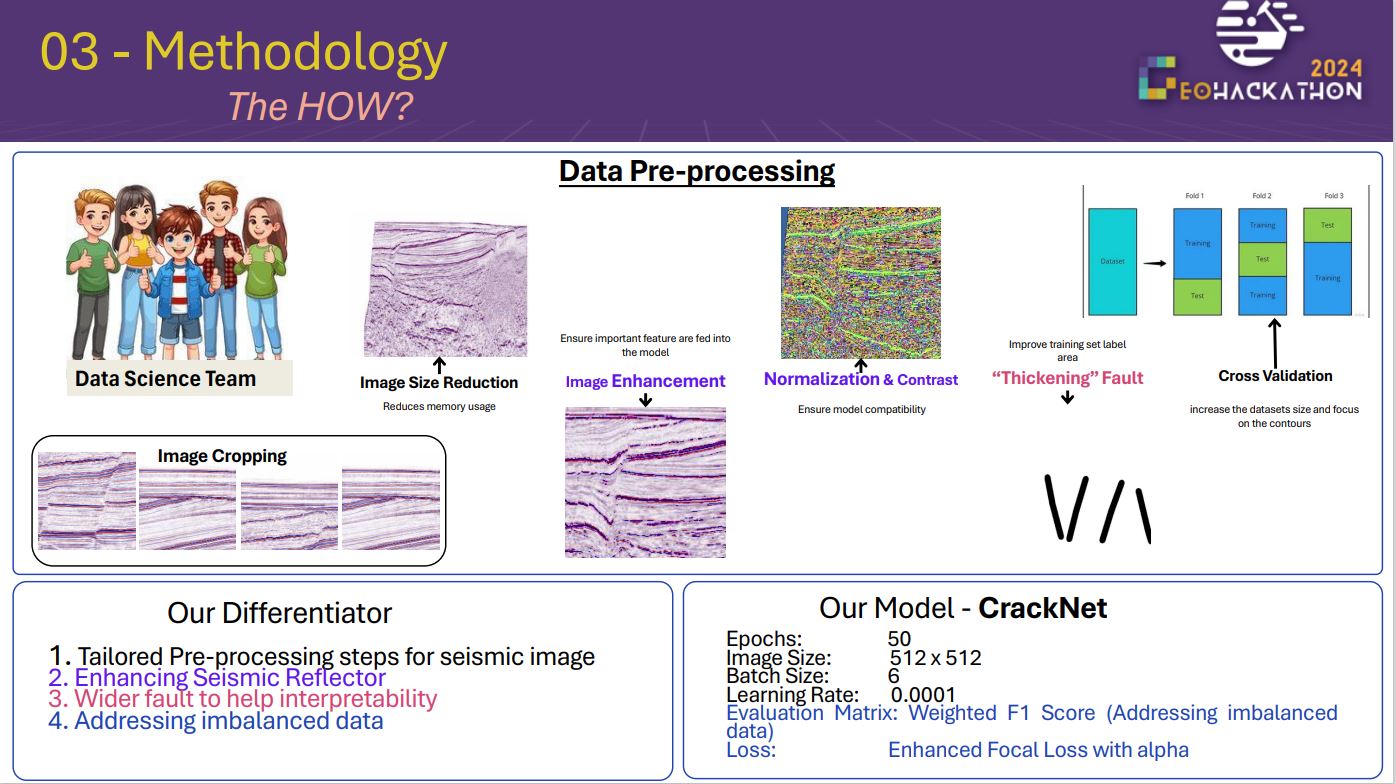 03 - Methodology
The HOW?
2024
GEOHACKATHON
Data Pre-processing
Data Science Team
Image Size Reduction
Reduces memory usage
Ensure important feature are fed into
the model
Image Enhancement
Normalization & Contrast
Ensure model compatibility
Improve training set label
area
“Thickening” Fault
Fold 1
Fold 2
Fold 3
Dataset
Training
Test
Training
Test
Training
Test
Training
Cross Validation
increase the datasets size and focus
on the contours
Image Cropping
Our Differentiator
1. Tailored Pre-processing steps for seismic image
2. Enhancing Seismic Reflector
3. Wider fault to help interpretability
4. Addressing imbalanced data
Our Model - CrackNet
Epochs: 50
Image Size: 512 x 512
Batch Size: 6
Learning Rate: 0.0001
Evaluation Matrix: Weighted F1 Score (Addressing imbalanced
data)
Loss: Enhanced Focal Loss with alpha